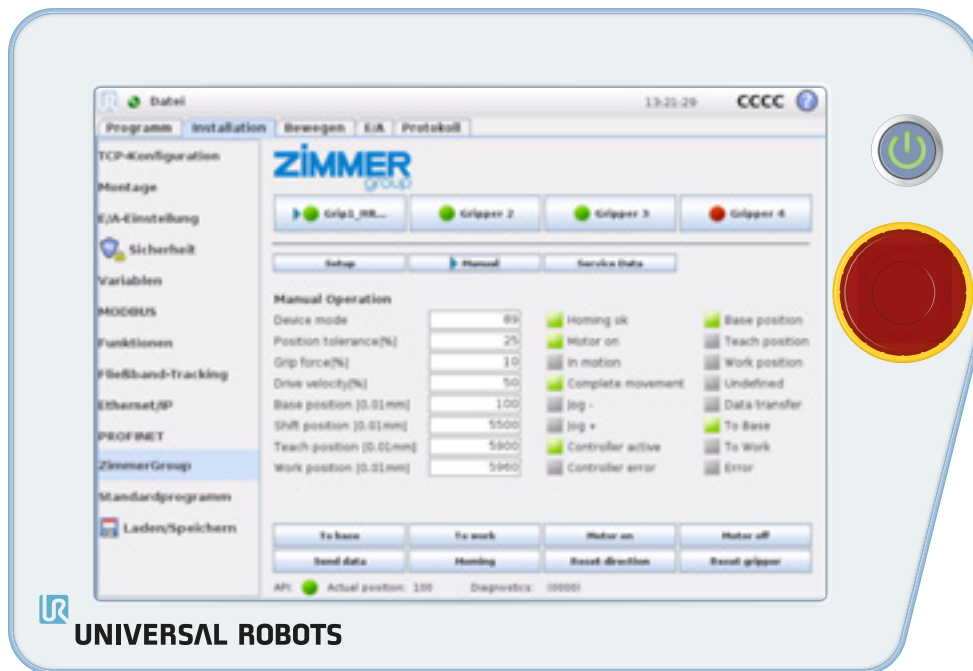 Datei 13:21:29 CCCC ?
Programm Installation Bewegen E/A Protokoll
TCP-Konfiguration
Montage
E/A-Einstellung
Sicherheit
Variablen
MODBUS
Funktionen
Fließband-Tracking
Ethernet/IP
PROFINET
ZimmerGroup
Standardprogramm
Laden/Speichern
ZIMMER
group
Grip1_HR... Gripper 2 Gripper 3 Gripper 4
Setup Manual Service Data
Manual Operation
Device mode 89 Homing ok Base position
Position tolerance[%] 25 Motor on Teach position
Grip force[%] 10 In motion Work position
Drive velocity[%] 50 Complete movement Undefined
Base position [0.01mm] 100 Jog - Data transfer
Shift position [0.01mm] 5500 Jog + To Base
Teach position [0.01mm] 5900 Controller active To Work
Work position [0.01mm] 5960 Controller error Error
To base To work Motor on Motor off
Send data Homing Reset direction Reset gripper
API: Actual position: 100 Diagnostics: (0000)
UR
UNIVERSAL ROBOTS